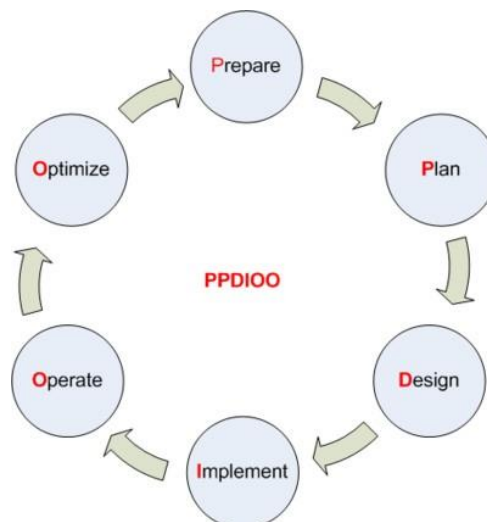 Prepare
Plan
Design
Implement
Operate
Optimize
PPDIOO